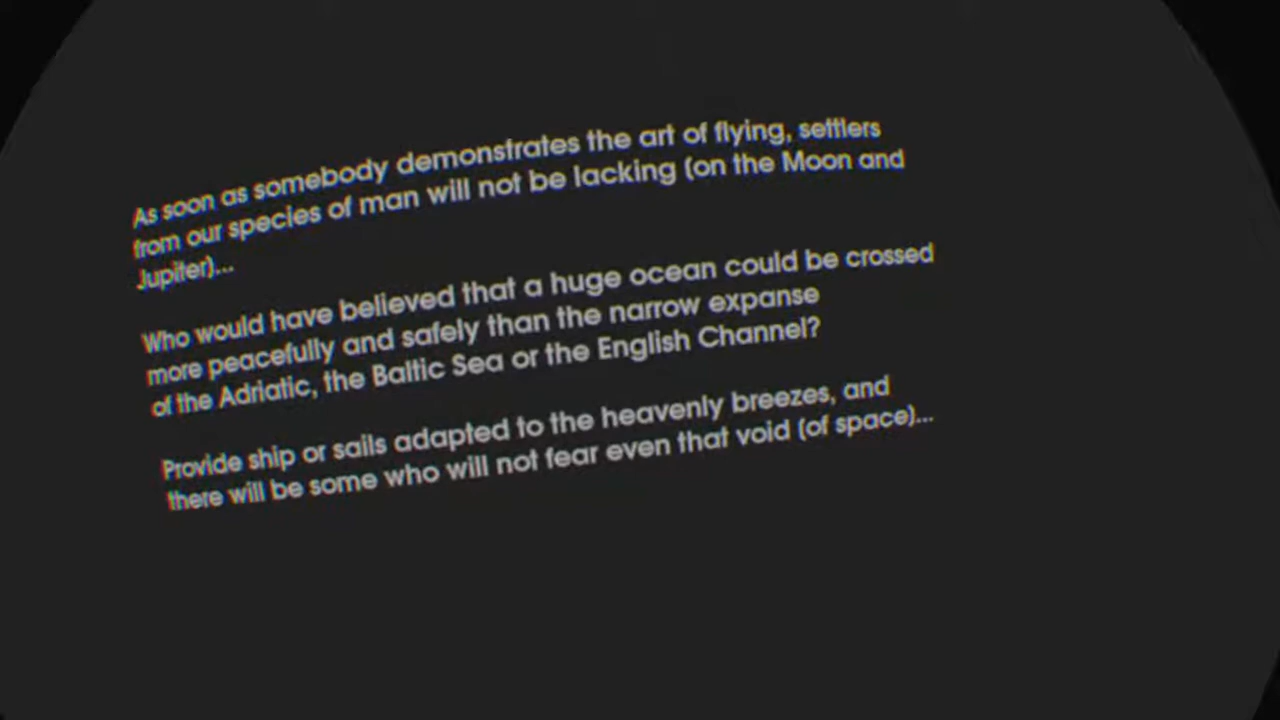 As soon as somebody demonstrates the art of flying, settlers
from our species of man will not be lacking (on the Moon and
Jupiter)...
Who would have believed that a huge ocean could be crossed
more peacefully and safely than the narrow expanse
of the Adriatic, the Baltic Sea or the English Channel?
Provide ship or sails adapted to the heavenly breezes, and
there will be some who will not fear even that void (of space)...